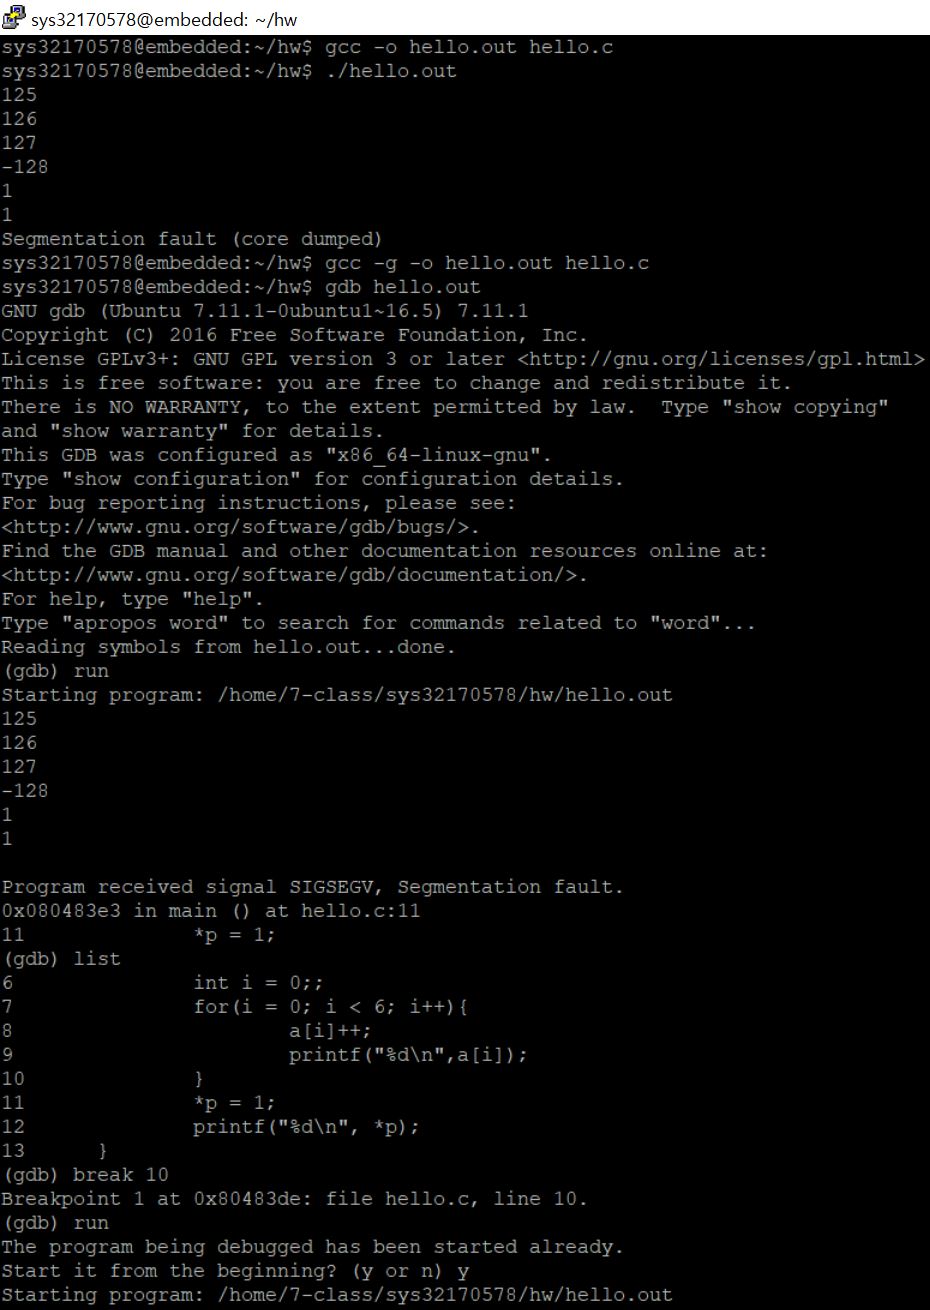 sys32170578@embedded: ~/hw
sys32170578@embedded:~/hw$ gcc -o hello.out hello.c
sys32170578@embedded:~/hw$ ./hello.out
125
126
127
-128
1
1
Segmentation fault (core dumped)
sys32170578@embedded:~/hw$ gcc -g -o hello.out hello.c
sys32170578@embedded:~/hw$ gdb hello.out
GNU gdb (Ubuntu 7.11.1-0ubuntu1~16.5) 7.11.1
Copyright (C) 2016 Free Software Foundation, Inc.
License GPLv3+: GNU GPL version 3 or later <http://gnu.org/licenses/gpl.html>
This is free software: you are free to change and redistribute it.
There is NO WARRANTY, to the extent permitted by law.  Type "show copying"
and "show warranty" for details.
This GDB was configured as "x86_64-linux-gnu".
Type "show configuration" for configuration details.
For bug reporting instructions, please see:
<http://www.gnu.org/software/gdb/bugs/>.
Find the GDB manual and other documentation resources online at:
<http://www.gnu.org/software/gdb/documentation/>.
For help, type "help".
Type "apropos word" to search for commands related to "word"...
Reading symbols from hello.out...done.
(gdb) run
Starting program: /home/7-class/sys32170578/hw/hello.out
125
126
127
-128
1
1
Program received signal SIGSEGV, Segmentation fault.
0x080483e3 in main () at hello.c:11
11              *p = 1;
(gdb) list
6               int i = 0;;
7               for(i = 0; i < 6; i++){
8                       a[i]++;
9                       printf("%d\n",a[i]);
10              }
11              *p = 1;
12              printf("%d\n", *p);
13      }
(gdb) break 10
Breakpoint 1 at 0x80483de: file hello.c, line 10.
(gdb) run
The program being debugged has been started already.
Start it from the beginning? (y or n) y
Starting program: /home/7-class/sys32170578/hw/hello.out